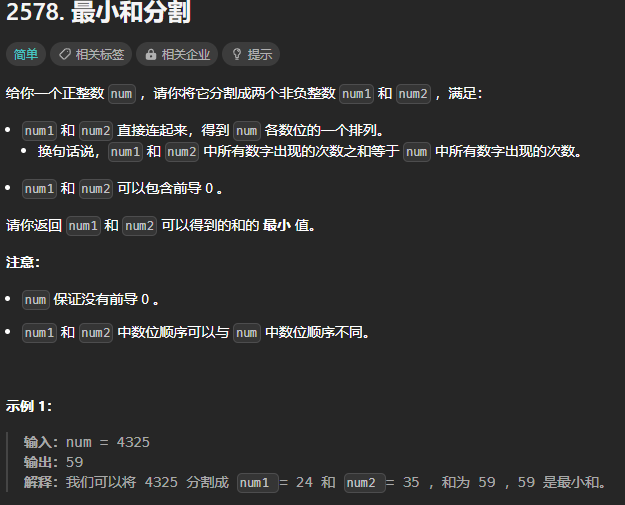 2578. 最小和分割
简单 相关标签 相关企业 提示
给你一个正整数 num ，请你将它分割成两个非负整数 num1 和 num2 ，满足：
• num1 和 num2 直接连起来，得到 num 各数位的一个排列。
• 换句话说，num1 和 num2 中所有数字出现的次数之和等于 num 中所有数字出现的次数。
• num1 和 num2 可以包含前导 0 。
请你返回 num1 和 num2 可以得到的和的 最小 值。
注意：
• num 保证没有前导 0 。
• num1 和 num2 中数位顺序可以与 num 中数位顺序不同。
示例 1：
输入：num = 4325
输出：59
解释：我们可以将 4325 分割成 num1 = 24 和 num2 = 35 ，和为 59 ，59 是最小和。